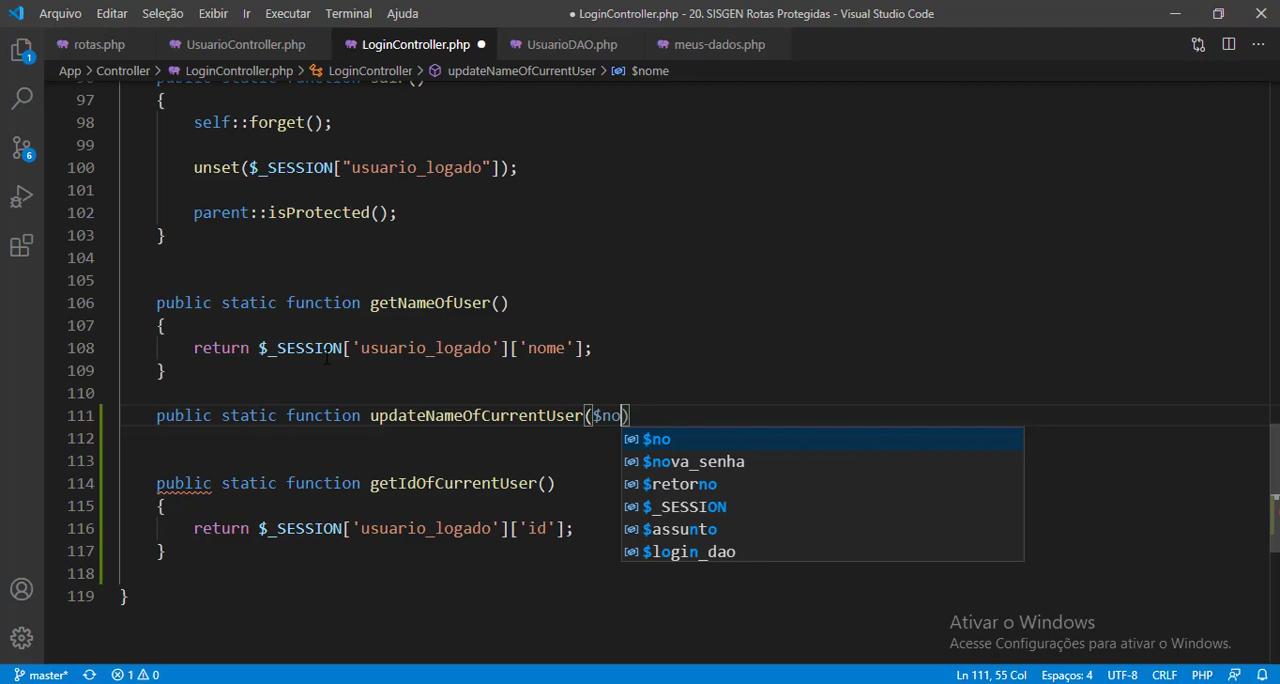 Arquivo Editar Seleção Exibir Ir Executar Terminal Ajuda ● LoginController.php - 20. SISGEN Rotas Protegidas - Visual Studio Code
rotas.php UsuarioController.php LoginController.php ● UsuarioDAO.php meus-dados.php
App > Controller > LoginController.php > LoginController > updateNameOfCurrentUser > $nome
97 {
98 self::forget();
99
100 unset($_SESSION["usuario_logado"]);
101
102 parent::isProtected();
103 }
104
105
106 public static function getNameOfUser()
107 {
108 return $_SESSION['usuario_logado']['nome'];
109 }
110
111 public static function updateNameOfCurrentUser($no)
112 $no
113 $nova_senha
114 public static function getIdOfCurrentUser() $retorno
115 { $_SESSION
116 return $_SESSION['usuario_logado']['id']; $assunto
117 } $login_dao
118
119 }
Ativar o Windows
Acesse Configurações para ativar o Windows.
master* 1 0 Ln 111, 55 Col Espaços: 4 UTF-8 CRLF PHP